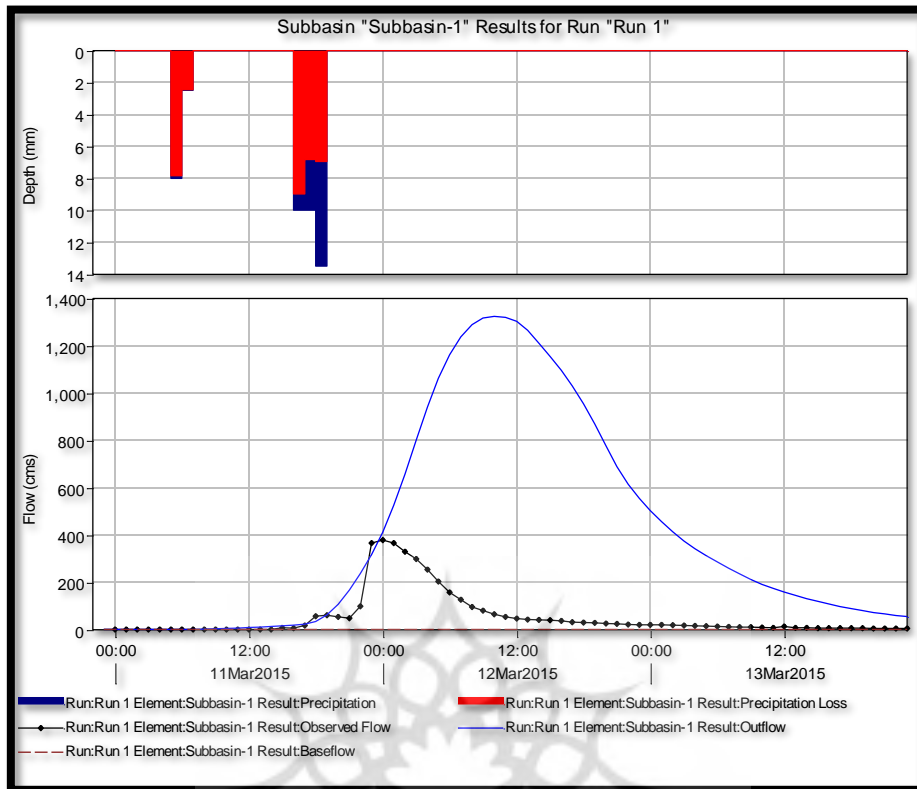 Subbasin "Subbasin-1" Results for Run "Run 1"
Depth (mm)
0
2
4
6
8
10
12
14
Flow (cms)
1,400
1,200
1,000
800
600
400
200
0
00:00 12:00 00:00 12:00 00:00 12:00
11Mar2015 12Mar2015 13Mar2015
Run:Run 1 Element:Subbasin-1 Result:Precipitation
Run:Run 1 Element:Subbasin-1 Result:Precipitation Loss
Run:Run 1 Element:Subbasin-1 Result:Observed Flow
Run:Run 1 Element:Subbasin-1 Result:Outflow
Run:Run 1 Element:Subbasin-1 Result:Baseflow